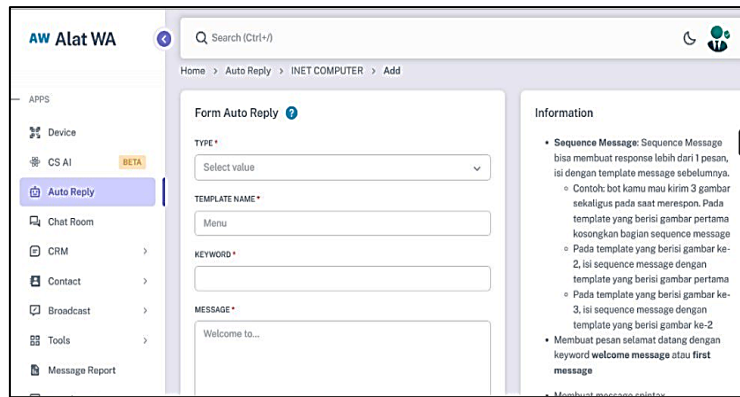 AW Alat WA
Search (Ctrl+/)
Home > Auto Reply > INET COMPUTER > Add
APPS
Device
CS AI BETA
Auto Reply
Chat Room
CRM
Contact
Broadcast
Tools
Message Report
Form Auto Reply ?
TYPE *
Select value
TEMPLATE NAME *
Menu
KEYWORD *
MESSAGE *
Welcome to...
Information
• Sequence Message: Sequence Message
bisa membuat response lebih dari 1 pesan,
isi dengan template message sebelumnya.
Contoh: bot kamu mau kirim 3 gambar
sekaligus pada saat merespon. Pada
template yang berisi gambar pertama
kosongkan bagian sequence message
Pada template yang berisi gambar ke-
2, isi sequence message dengan
template yang berisi gambar pertama
Pada template yang berisi gambar ke-
3, isi sequence message dengan
template yang berisi gambar ke-2
• Membuat pesan selamat datang dengan
keyword welcome message atau first
message
• Membuat message spintax